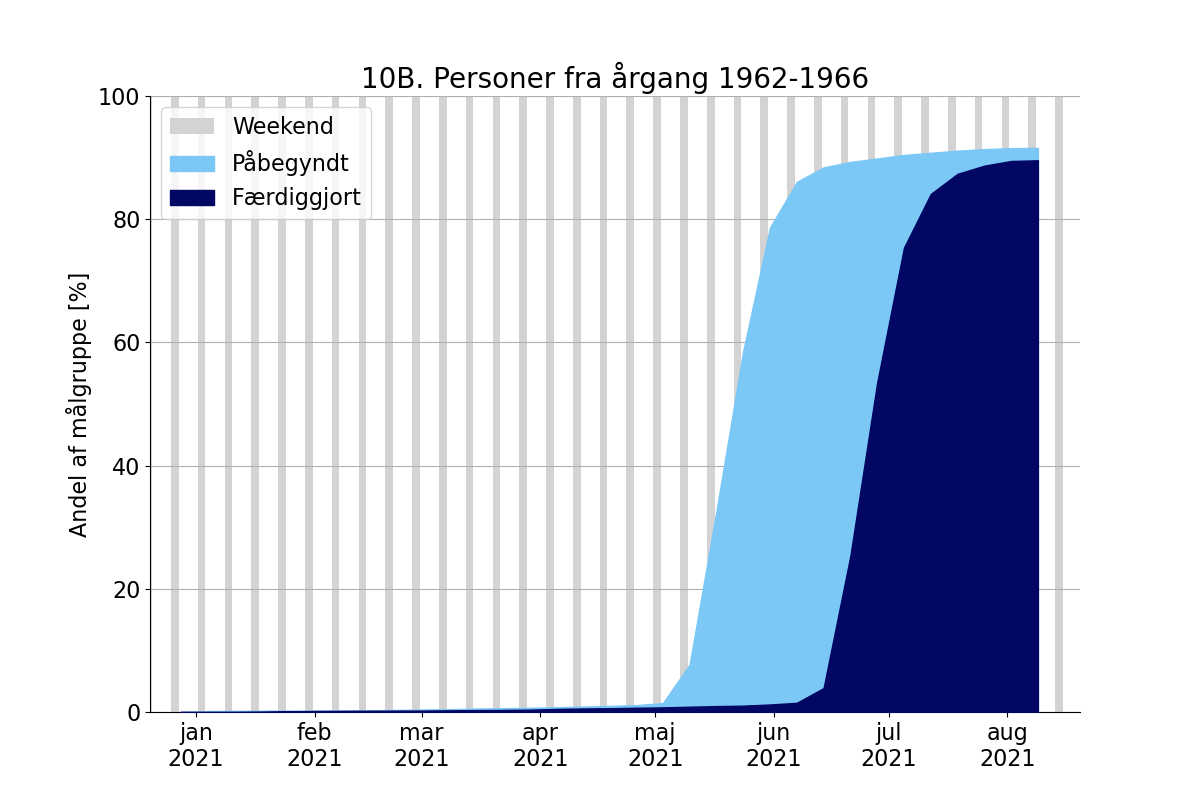 10B. Personer fra årgang 1962-1966
100
80
60
40
20
0
Andel af målgruppe [%]
Weekend
Påbegyndt
Færdiggjort
jan feb mar apr maj jun jul aug
2021 2021 2021 2021 2021 2021 2021 2021